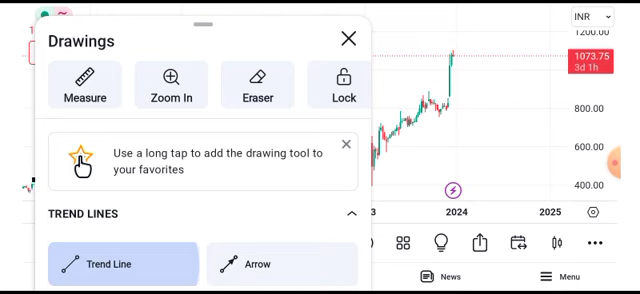 Drawings
Measure
Zoom In
Eraser
Lock
Use a long tap to add the drawing tool to
your favorites
TREND LINES
Trend Line
Arrow
INR
1200.00
1073.75
3d 1h
800.00
600.00
400.00
3
2024
2025
News
Menu